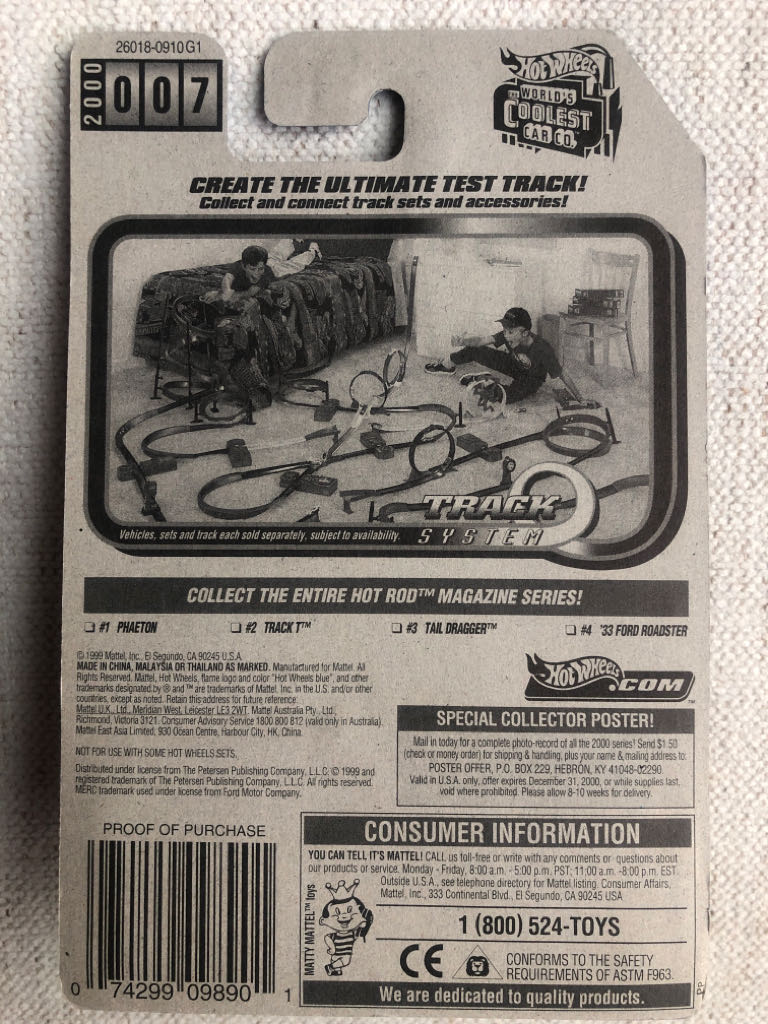 26018-0910G1
2000
007
Hot Wheels
THE WORLD'S
COOLEST
CAR CO.
CREATE THE ULTIMATE TEST TRACK!
Collect and connect track sets and accessories!
TRACK
SYSTEM
Vehicles, sets and track each sold separately, subject to availability.
COLLECT THE ENTIRE HOT ROD™ MAGAZINE SERIES!
#1 PHAETON
#2 TRACK T™
#3 TAIL DRAGGER™
#4 '33 FORD ROADSTER
© 1999 Mattel, Inc., El Segundo, CA 90245 U.S.A.
MADE IN CHINA, MALAYSIA OR THAILAND AS MARKED. Manufactured for Mattel. All
Rights Reserved. Mattel, Hot Wheels, flame logo and color "Hot Wheels blue", and other
trademarks designated by ® and ™ are trademarks of Mattel, Inc. in the U.S. and/or other
countries, except as noted. Retain this address for future reference:
Mattel U.K., Ltd., Meridian West, Leicester LE3 2WT. Mattel Australia Pty., Ltd.,
Richmond, Victoria 3121. Consumer Advisory Service 1800 800 812 (valid only in Australia).
Mattel East Asia Limited, 930 Ocean Centre, Harbour City, HK, China.
NOT FOR USE WITH SOME HOT WHEELS SETS.
Distributed under license from The Petersen Publishing Company, L.L.C. © 1999 and
registered trademark of The Petersen Publishing Company, L.L.C. All rights reserved.
MERC trademark used under license from Ford Motor Company.
Hot Wheels.COM™
SPECIAL COLLECTOR POSTER!
Mail in today for a complete photo-record of all the 2000 series! Send $1.50
(check or money order) for shipping & handling, plus your name & mailing address to:
POSTER OFFER, P.O. BOX 229, HEBRON, KY 41048-02290.
Valid in U.S.A. only, offer expires December 31, 2000, or while supplies last,
void where prohibited. Please allow 8-10 weeks for delivery.
PROOF OF PURCHASE
0 74299 09890 1
CONSUMER INFORMATION
YOU CAN TELL IT'S MATTEL! CALL us toll-free or write with any comments or questions about
our products or service. Monday - Friday, 8:00 a.m. - 5:00 p.m. PST; 11:00 a.m. -8:00 p.m. EST.
Outside U.S.A., see telephone directory for Mattel listing. Consumer Affairs,
Mattel, Inc., 333 Continental Blvd., El Segundo, CA 90245 USA
MATTY MATTEL™ toys
1 (800) 524-TOYS
CE
CONFORMS TO THE SAFETY
REQUIREMENTS OF ASTM F963.
We are dedicated to quality products.
PP